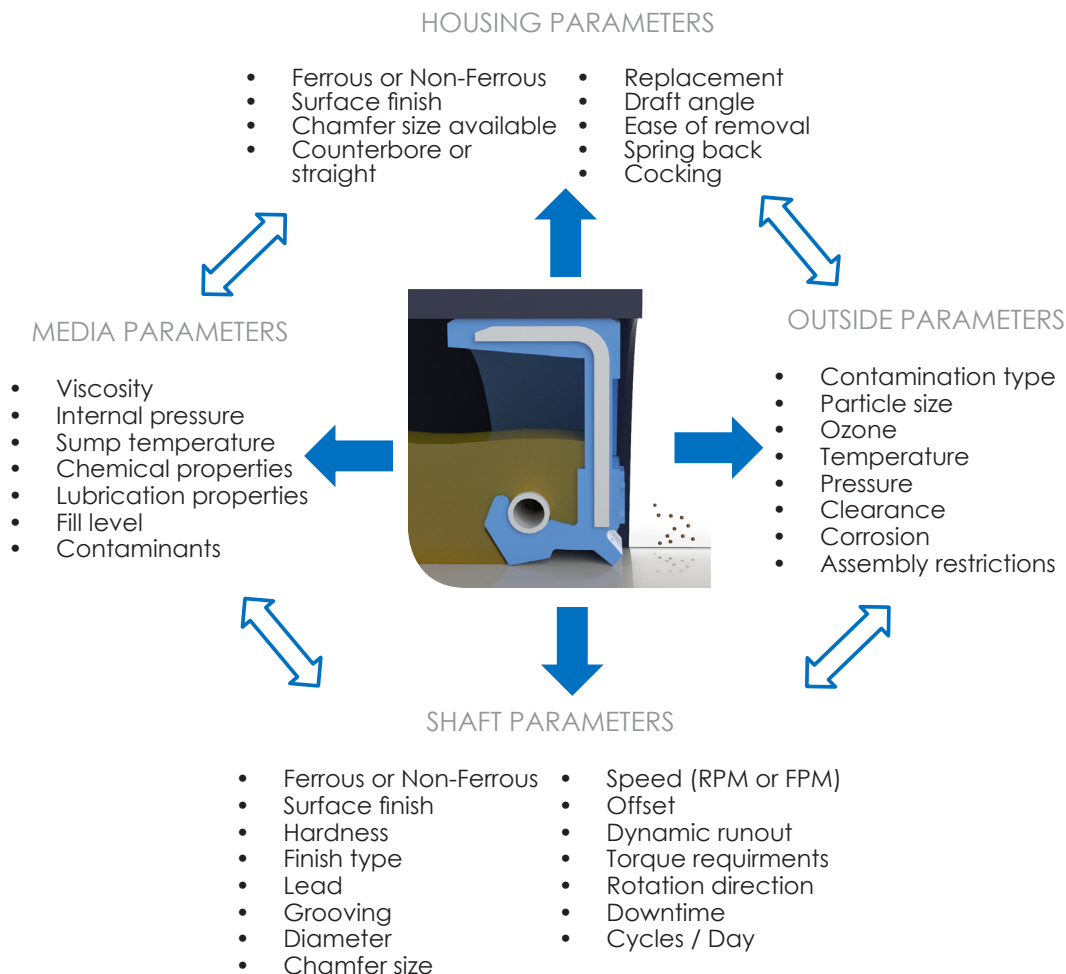 HOUSING PARAMETERS
• Ferrous or Non-Ferrous
• Surface finish
• Chamfer size available
• Counterbore or
straight
• Replacement
• Draft angle
• Ease of removal
• Spring back
• Cocking
MEDIA PARAMETERS
• Viscosity
• Internal pressure
• Sump temperature
• Chemical properties
• Lubrication properties
• Fill level
• Contaminants
OUTSIDE PARAMETERS
• Contamination type
• Particle size
• Ozone
• Temperature
• Pressure
• Clearance
• Corrosion
• Assembly restrictions
SHAFT PARAMETERS
• Ferrous or Non-Ferrous
• Surface finish
• Hardness
• Finish type
• Lead
• Grooving
• Diameter
• Chamfer size
• Speed (RPM or FPM)
• Offset
• Dynamic runout
• Torque requirments
• Rotation direction
• Downtime
• Cycles / Day